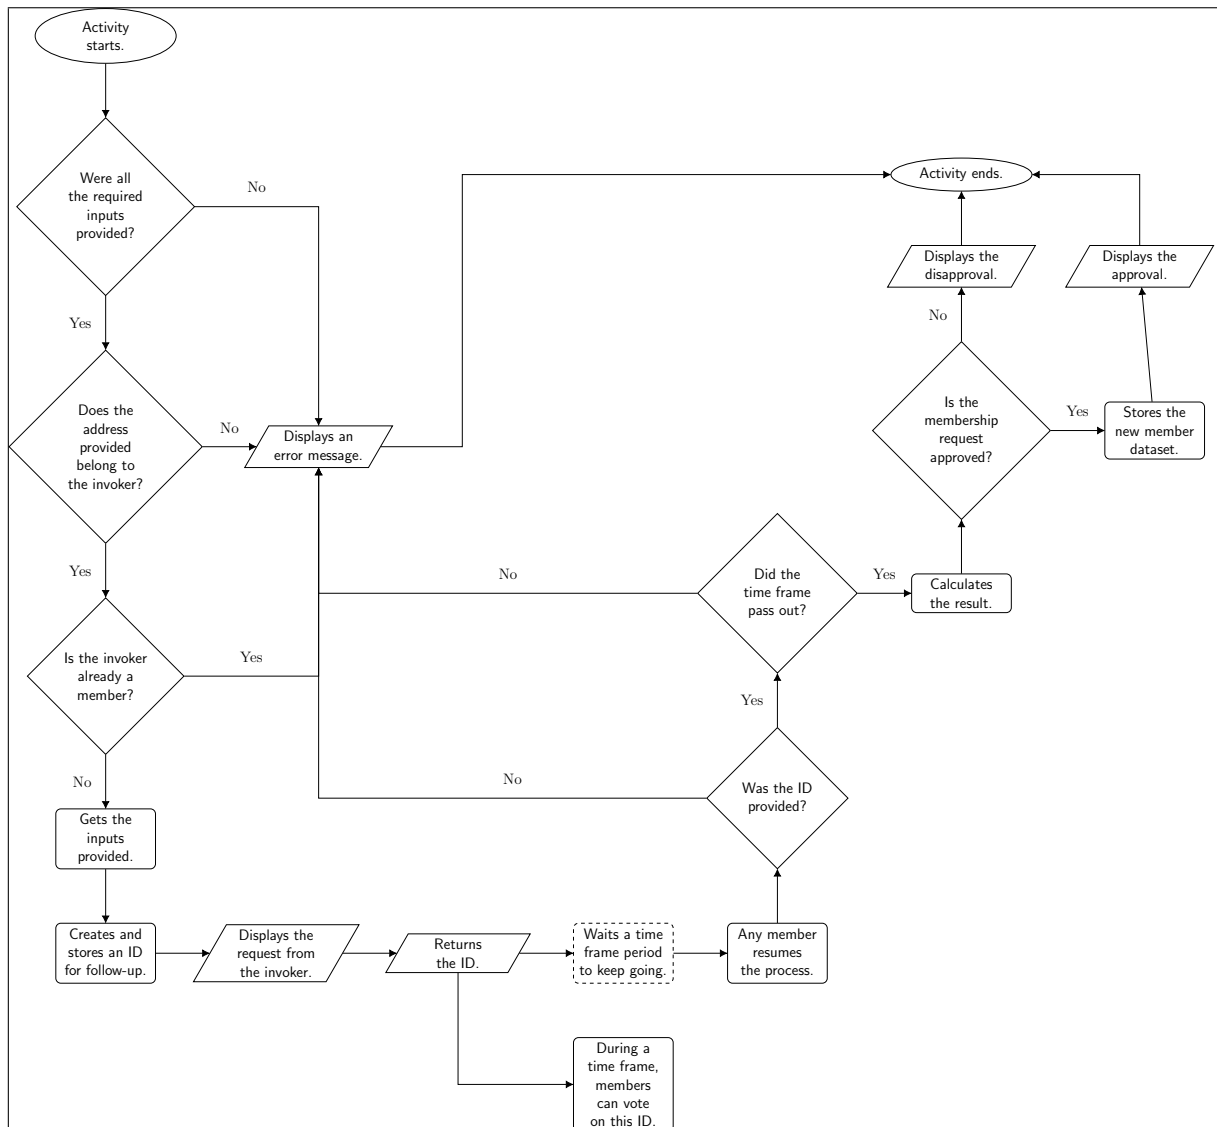 Activity
starts.
Were all
the required
inputs
provided?
No
Yes
Does the
address
provided
belong to
the invoker?
No
Displays an
error message.
Yes
Is the invoker
already a
member?
Yes
No
Gets the
inputs
provided.
Creates and
stores an ID
for follow-up.
Displays the
request from
the invoker.
Returns
the ID.
Waits a time
frame period
to keep going.
Any member
resumes
the process.
During a
time frame,
members
can vote
on this ID.
Was the ID
provided?
No
Yes
Did the
time frame
pass out?
No
Yes
Calculates
the result.
Is the
membership
request
approved?
No
Yes
Displays the
disapproval.
Stores the
new member
dataset.
Displays the
approval.
Activity ends.